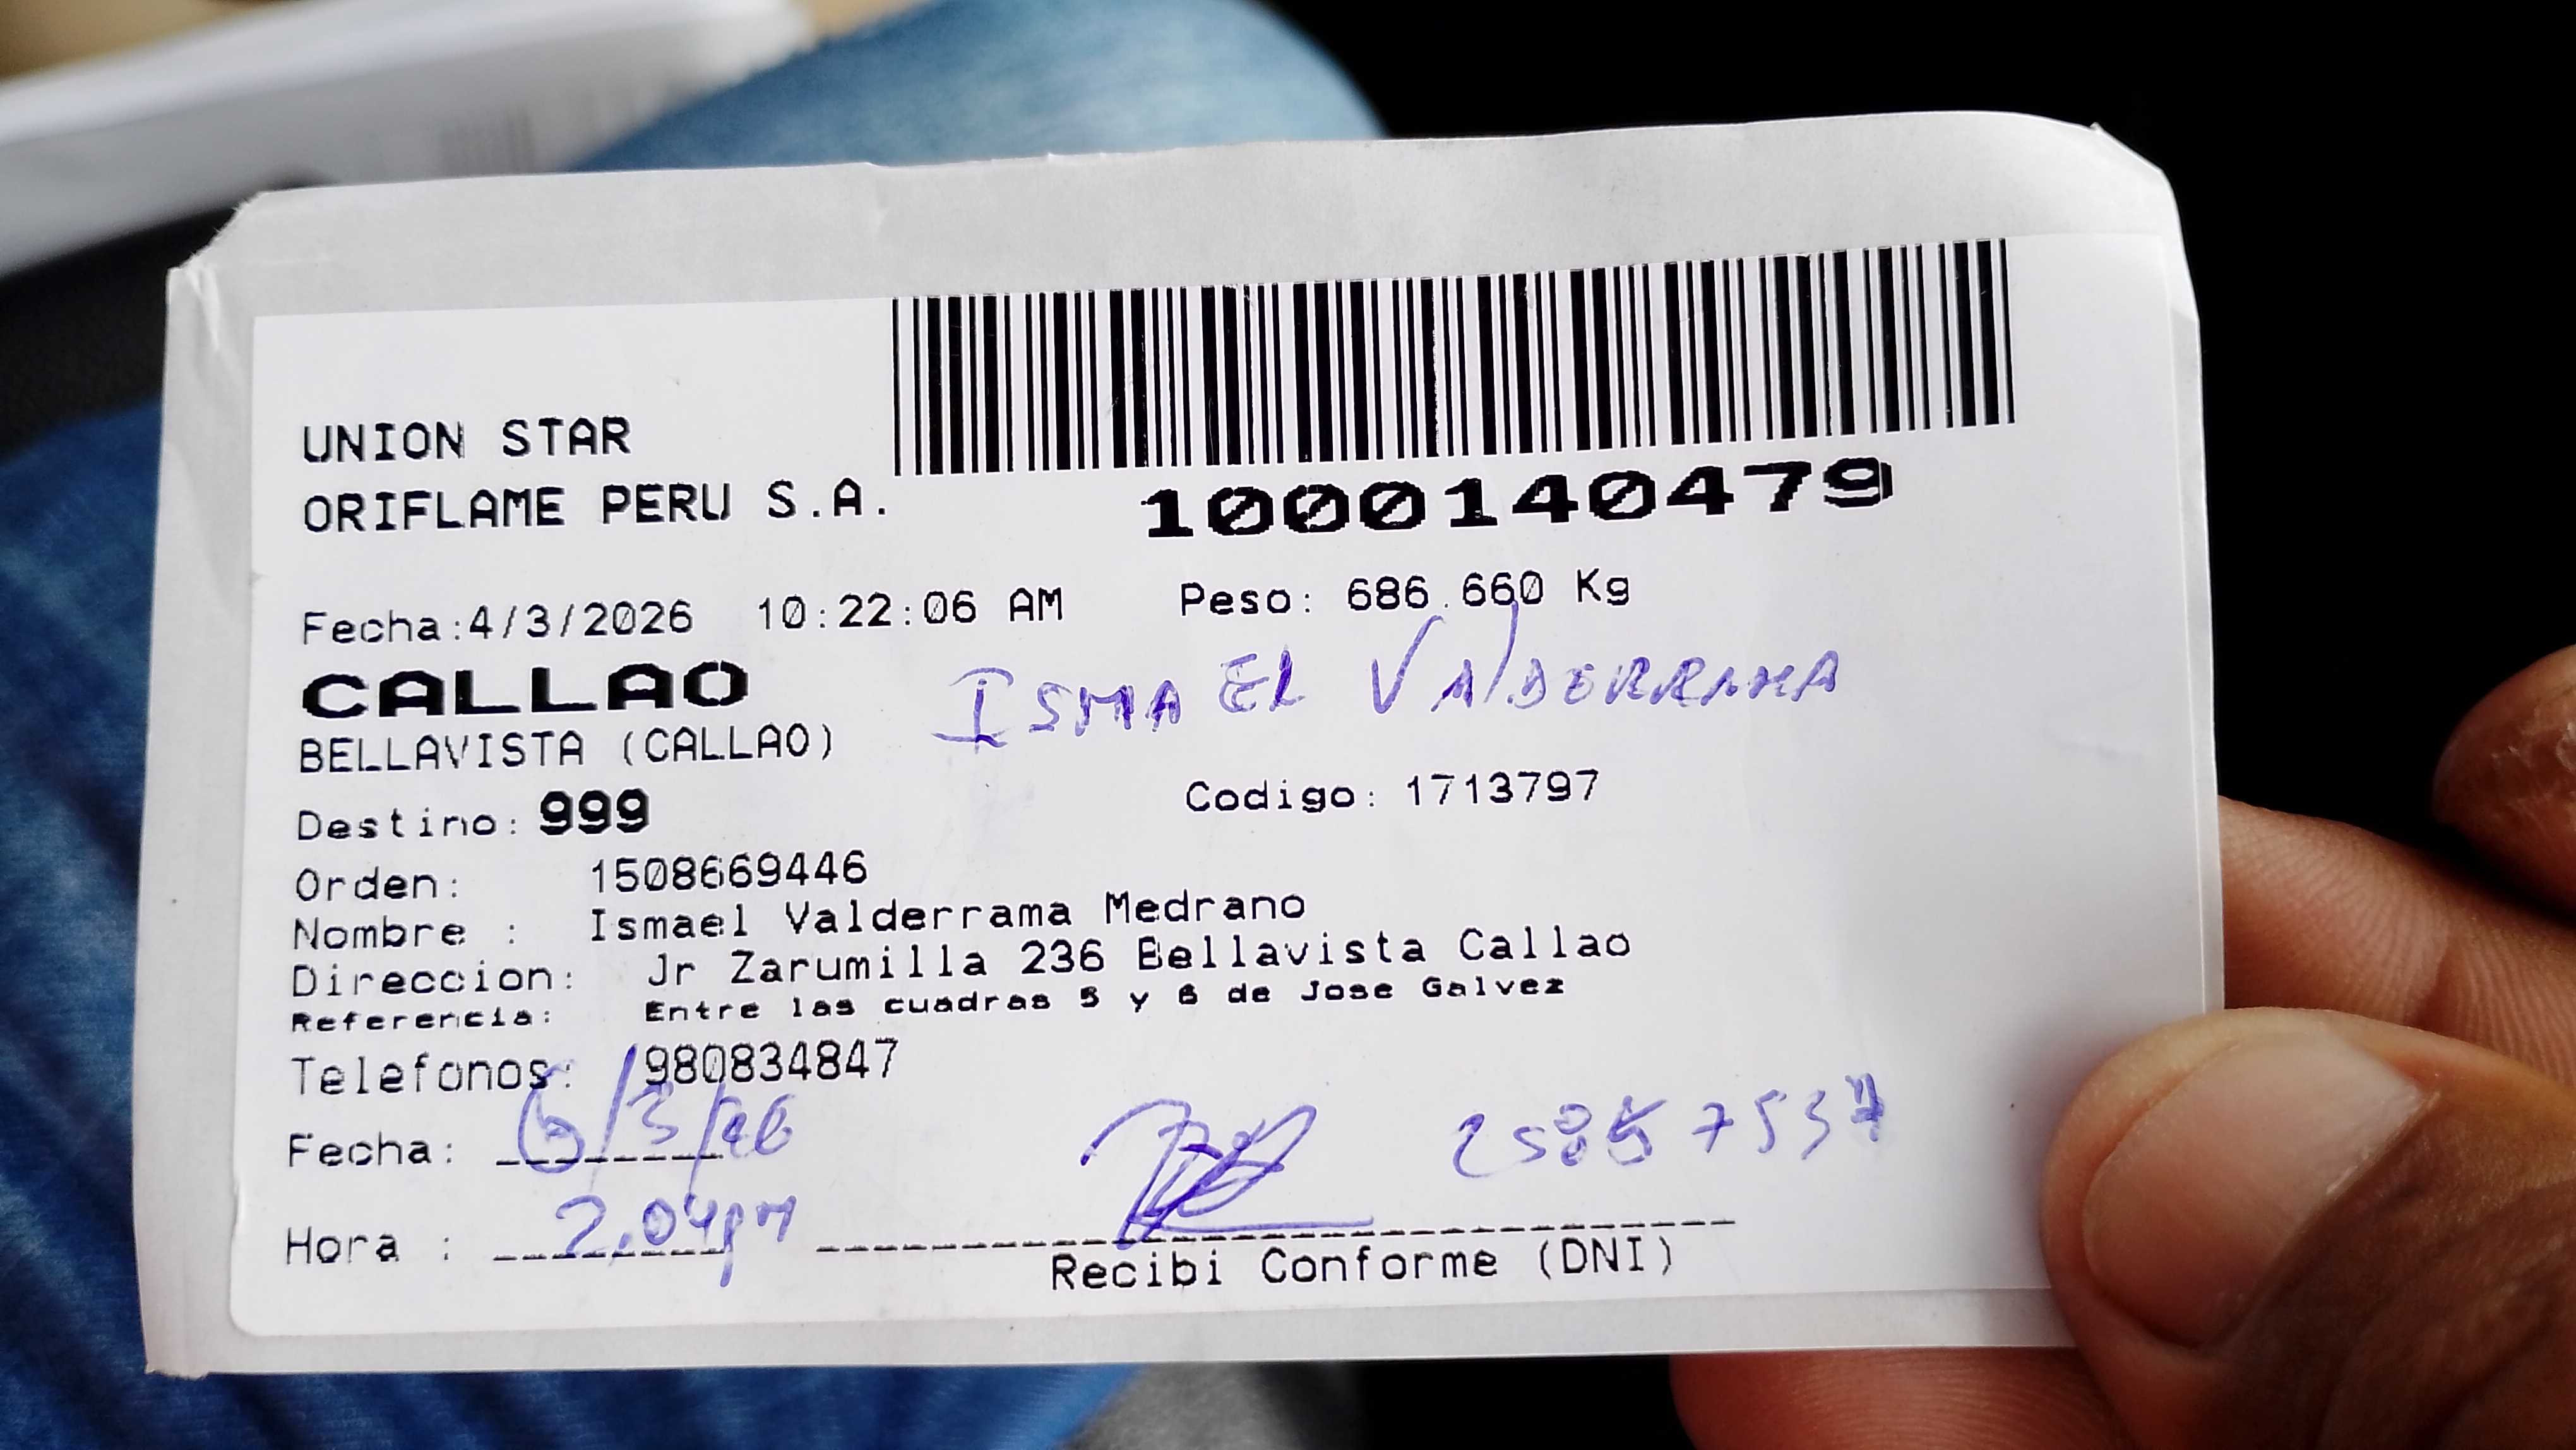 UNION STAR
ORIFLAME PERU S.A.
1000140479
Fecha:4/3/2026 10:22:06 AM Peso: 686.660 Kg
CALLAO
ISMAEL VALDERRAMA
BELLAVISTA (CALLAO)
Destino: 999 Codigo: 1713797
Orden: 1508669446
Nombre : Ismael Valderrama Medrano
Direccion: Jr Zarumilla 236 Bellavista Callao
Referencia: Entre las cuadras 5 y 6 de Jose Galvez
Telefonos: 980834847
Fecha: 6/3/26
Hora : 2.04pm
Recibi Conforme (DNI)